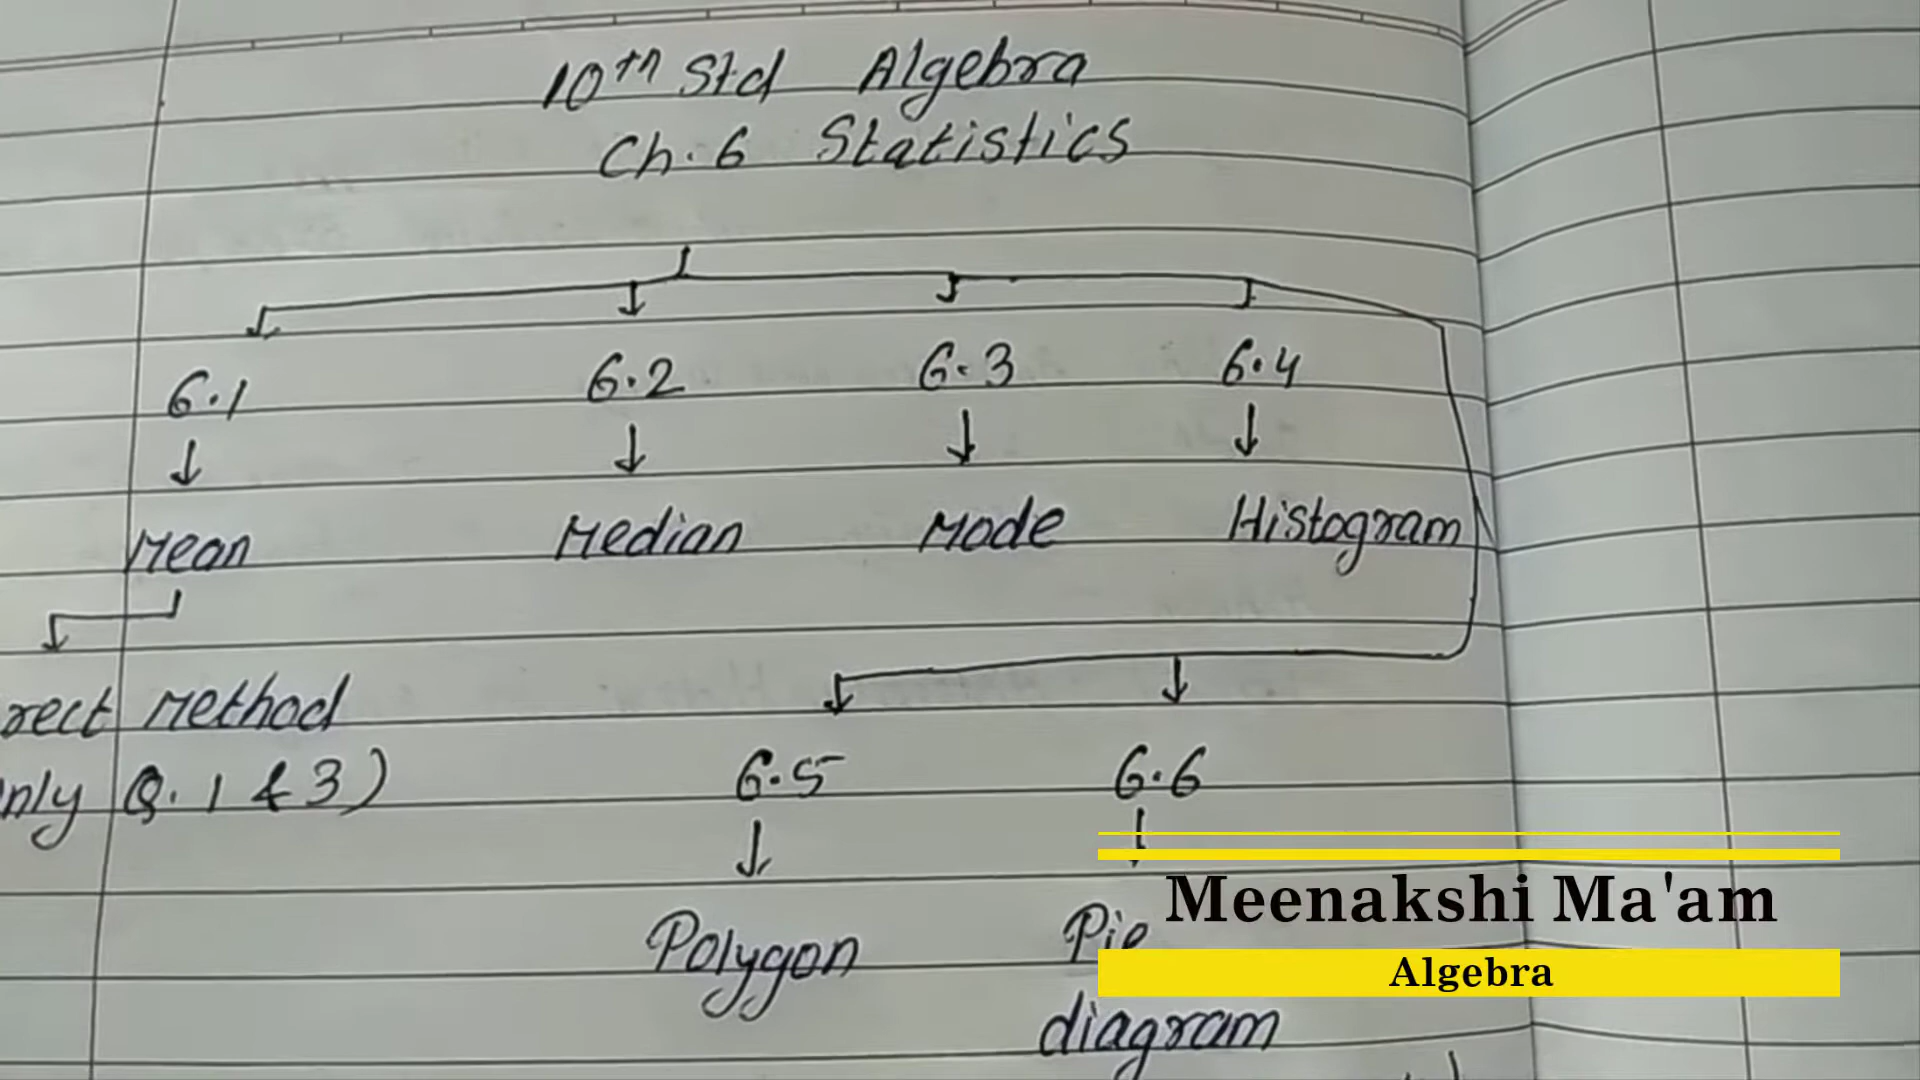 10th Std Algebra
Ch. 6 Statistics
6.1 6.2 6.3 6.4
Mean Median Mode Histogram
rect Method
nly Q. 1 & 3)
6.5 6.6
Polygon Pie
diagram
Meenakshi Ma'am
Algebra